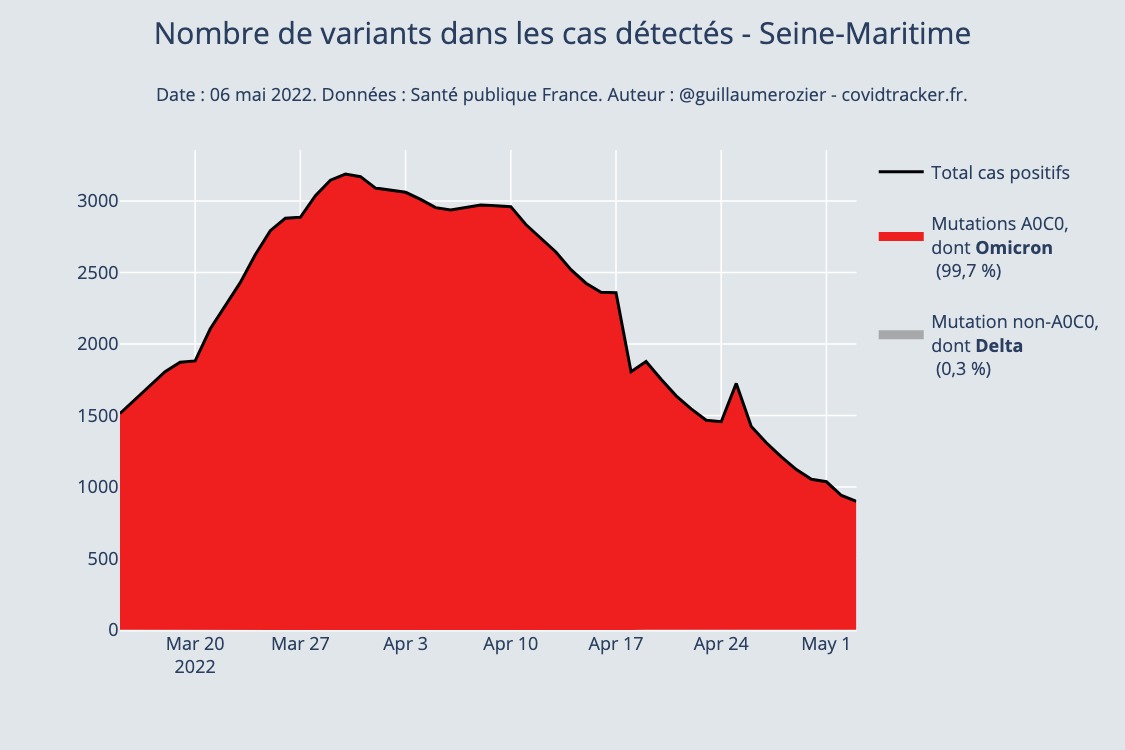 Nombre de variants dans les cas détectés - Seine-Maritime
Date : 06 mai 2022. Données : Santé publique France. Auteur : @guillaumerozier - covidtracker.fr.
Total cas positifs
Mutations A0C0,
dont Omicron
(99,7 %)
Mutation non-A0C0,
dont Delta
(0,3 %)
3000
2500
2000
1500
1000
500
0
Mar 20
2022
Mar 27
Apr 3
Apr 10
Apr 17
Apr 24
May 1